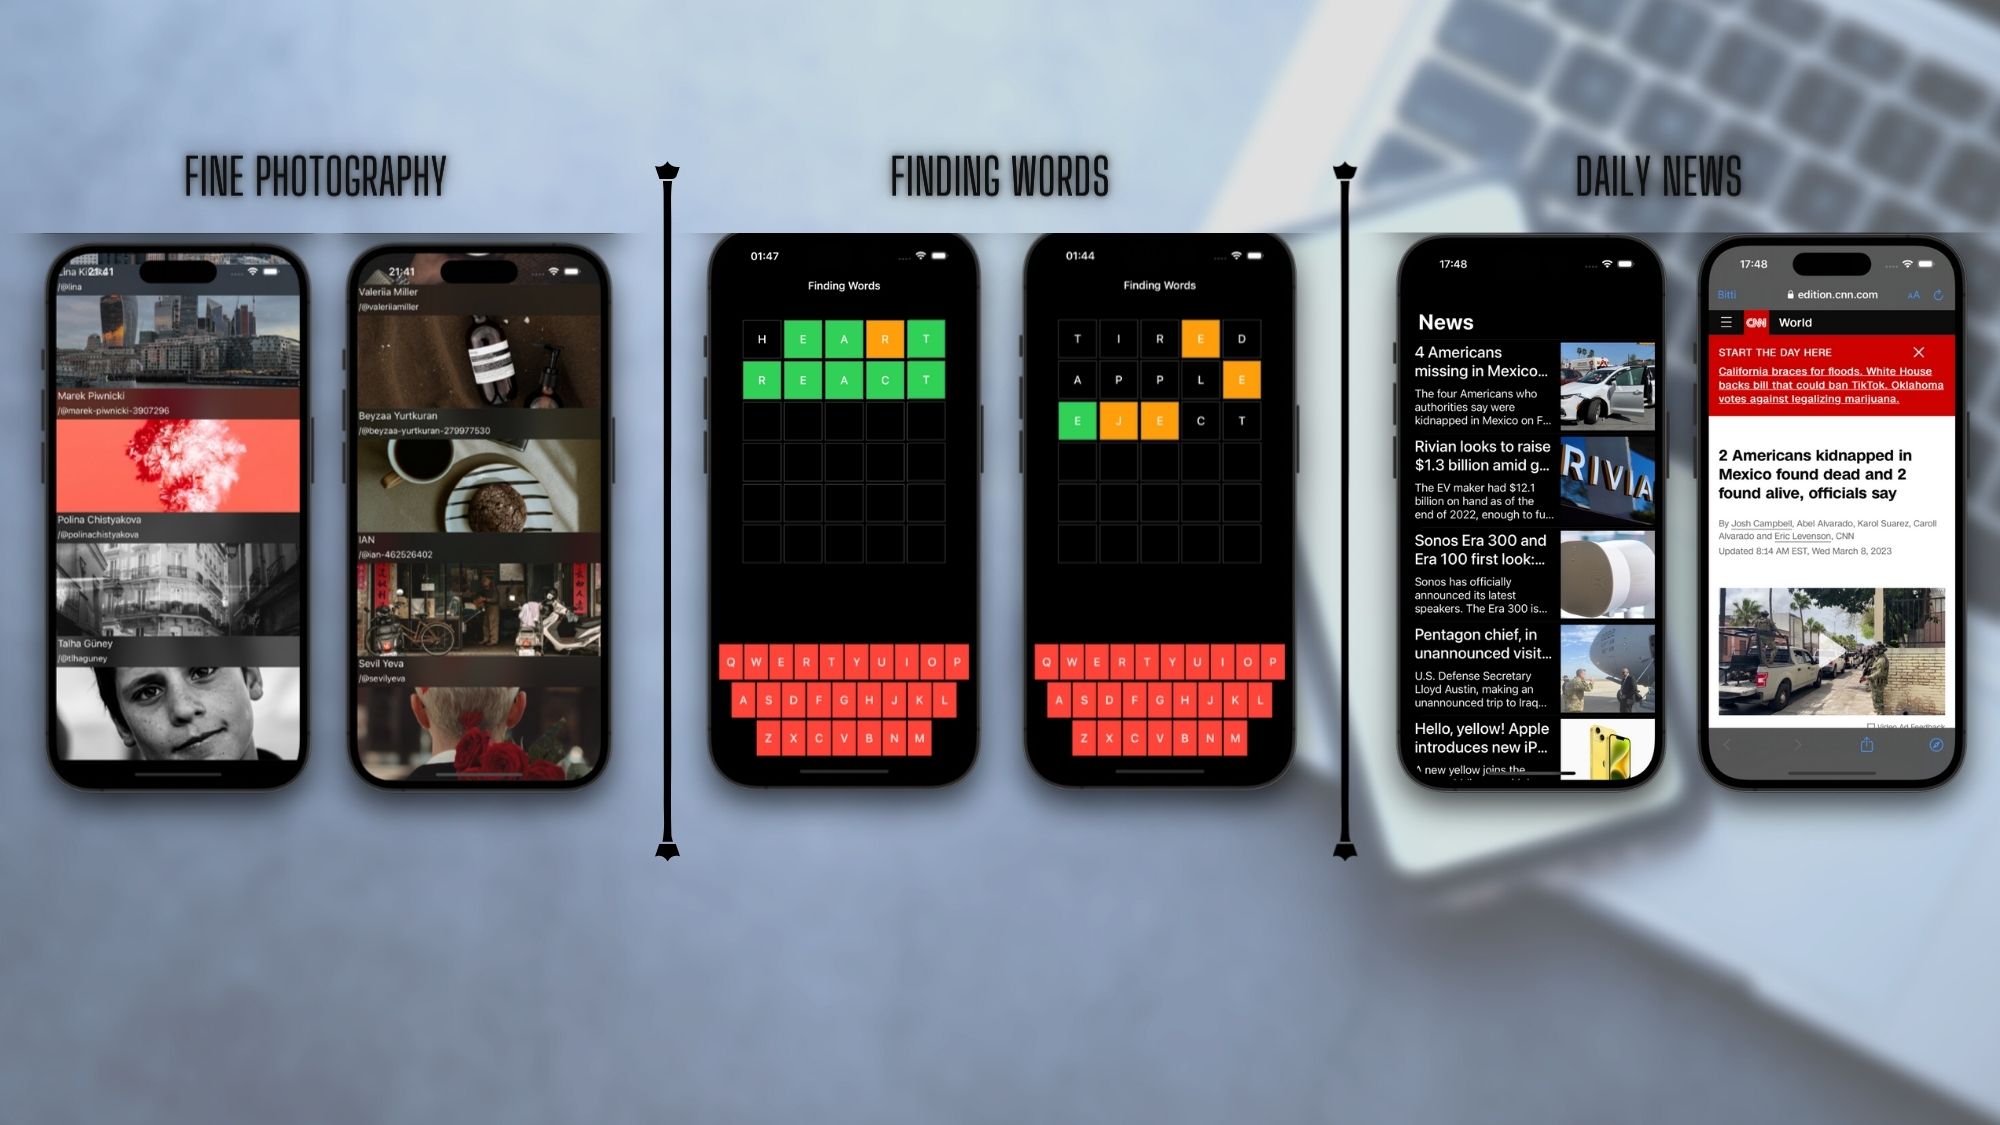 FINE PHOTOGRAPHY
21:41
/@lina
Marek Piwnicki
/@marek-piwnicki-3907296
Polina Chistyakova
/@polinachistyakova
Talha Güney
/@tlhaguney
21:41
Valeriia Miller
/@valeriiamiller
Beyzaa Yurtkuran
/@beyzaa-yurtkuran-279977530
IAN
/@ian-462526402
Sevil Yeva
/@sevilyeva
FINDING WORDS
01:47
Finding Words
H E A R T
R E A C T
Q W E R T Y U I O P
A S D F G H J K L
Z X C V B N M
01:44
Finding Words
T I R E D
A P P L E
E J E C T
Q W E R T Y U I O P
A S D F G H J K L
Z X C V B N M
DAILY NEWS
17:48
News
4 Americans
missing in Mexico...
The four Americans who
authorities say were
kidnapped in Mexico on F...
Rivian looks to raise
$1.3 billion amid g...
The EV maker had $12.1
billion on hand as of the
end of 2022, enough to fu...
RIVIA
Sonos Era 300 and
Era 100 first look:...
Sonos has officially
announced its latest
speakers. The Era 300 is...
Pentagon chief, in
unannounced visit...
U.S. Defense Secretary
Lloyd Austin, making an
unannounced trip to Iraq...
Hello, yellow! Apple
introduces new iP...
A new yellow joins the
17:48
Bitti
edition.cnn.com
AA
CNN World
START THE DAY HERE
California braces for floods. White House
backs bill that could ban TikTok. Oklahoma
votes against legalizing marijuana.
2 Americans kidnapped in
Mexico found dead and 2
found alive, officials say
By Josh Campbell, Abel Alvarado, Karol Suarez, Caroll
Alvarado and Eric Levenson, CNN
Updated 8:14 AM EST, Wed March 8, 2023
Video Ad Feedback